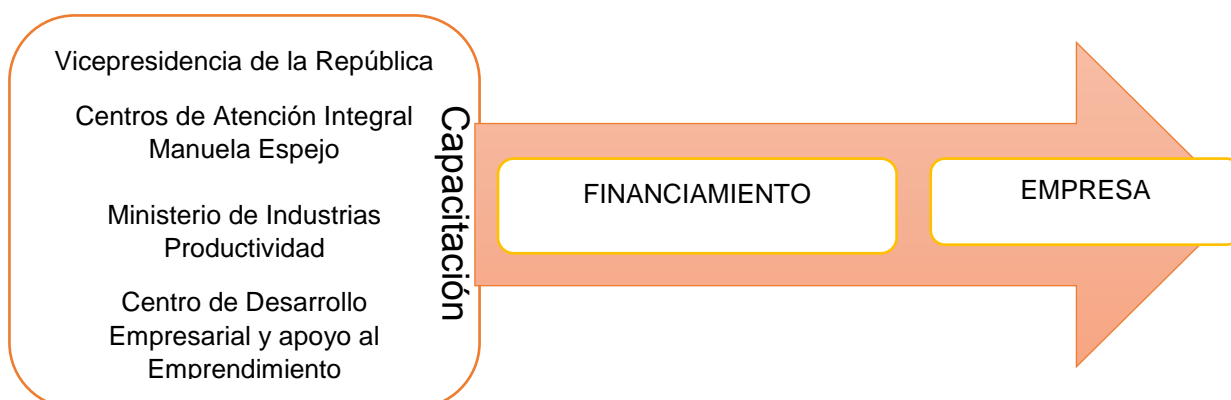 Vicepresidencia de la República
Centros de Atención Integral
Manuela Espejo
Ministerio de Industrias
Productividad
Centro de Desarrollo
Empresarial y apoyo al
Emprendimiento
Capacitación
FINANCIAMIENTO
EMPRESA